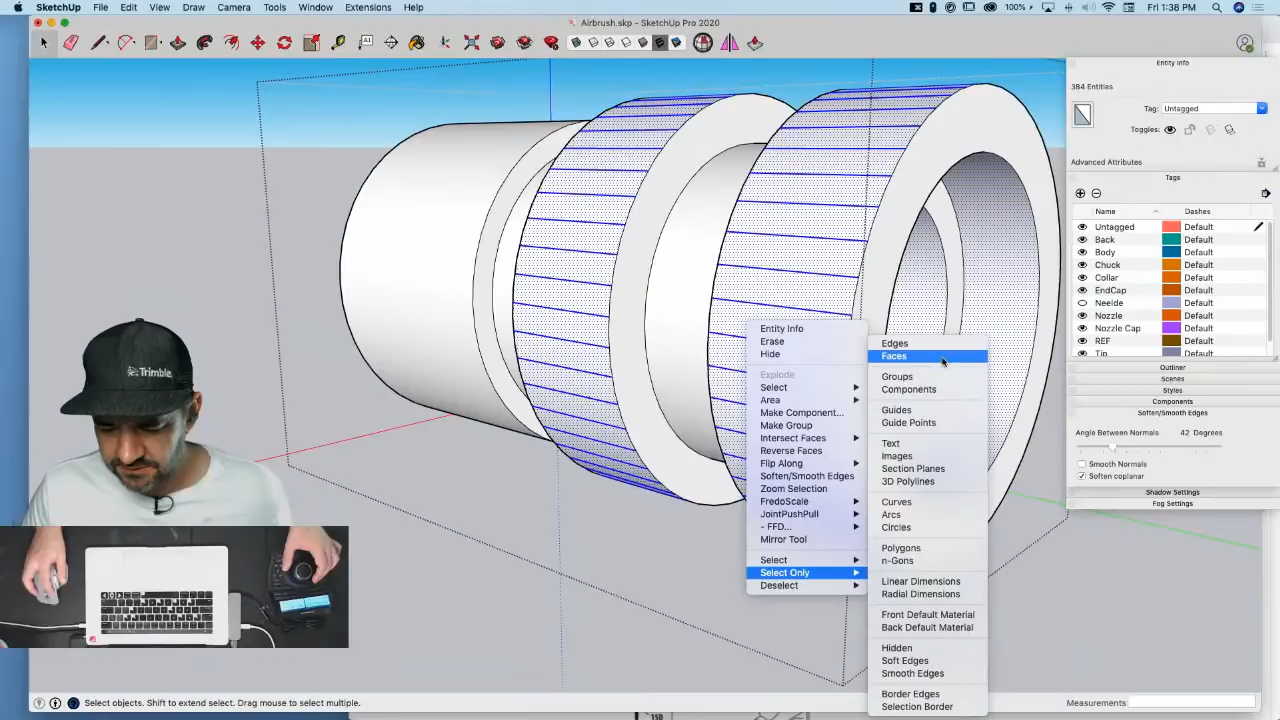 SketchUp File Edit View Draw Camera Tools Window Extensions Help 100% Fri 1:38 PM
Airbrush.skp - SketchUp Pro 2020
Entity Info
384 Entities
Tag: Untagged
Toggles:
Advanced Attributes
Tags
Name Dashes
Untagged Default
Back Default
Body Default
Chuck Default
Collar Default
EndCap Default
Neelde Default
Nozzle Default
Nozzle Cap Default
REF Default
Tip Default
Outliner
Scenes
Styles
Components
Soften/Smooth Edges
Angle Between Normals 42 Degrees
Smooth Normals
Soften coplanar
Shadow Settings
Fog Settings
Entity Info
Erase
Hide
Explode
Select
Area
Make Component...
Make Group
Intersect Faces
Reverse Faces
Flip Along
Soften/Smooth Edges
Zoom Selection
FredoScale
JointPushPull
- FFD...
Mirror Tool
Select
Select Only
Deselect
Edges
Faces
Groups
Components
Guides
Guide Points
Text
Images
Section Planes
3D Polylines
Curves
Arcs
Circles
Polygons
n-Gons
Linear Dimensions
Radial Dimensions
Front Default Material
Back Default Material
Hidden
Soft Edges
Smooth Edges
Border Edges
Selection Border
Trimble.
Select objects. Shift to extend select. Drag mouse to select multiple.
Measurements
15D